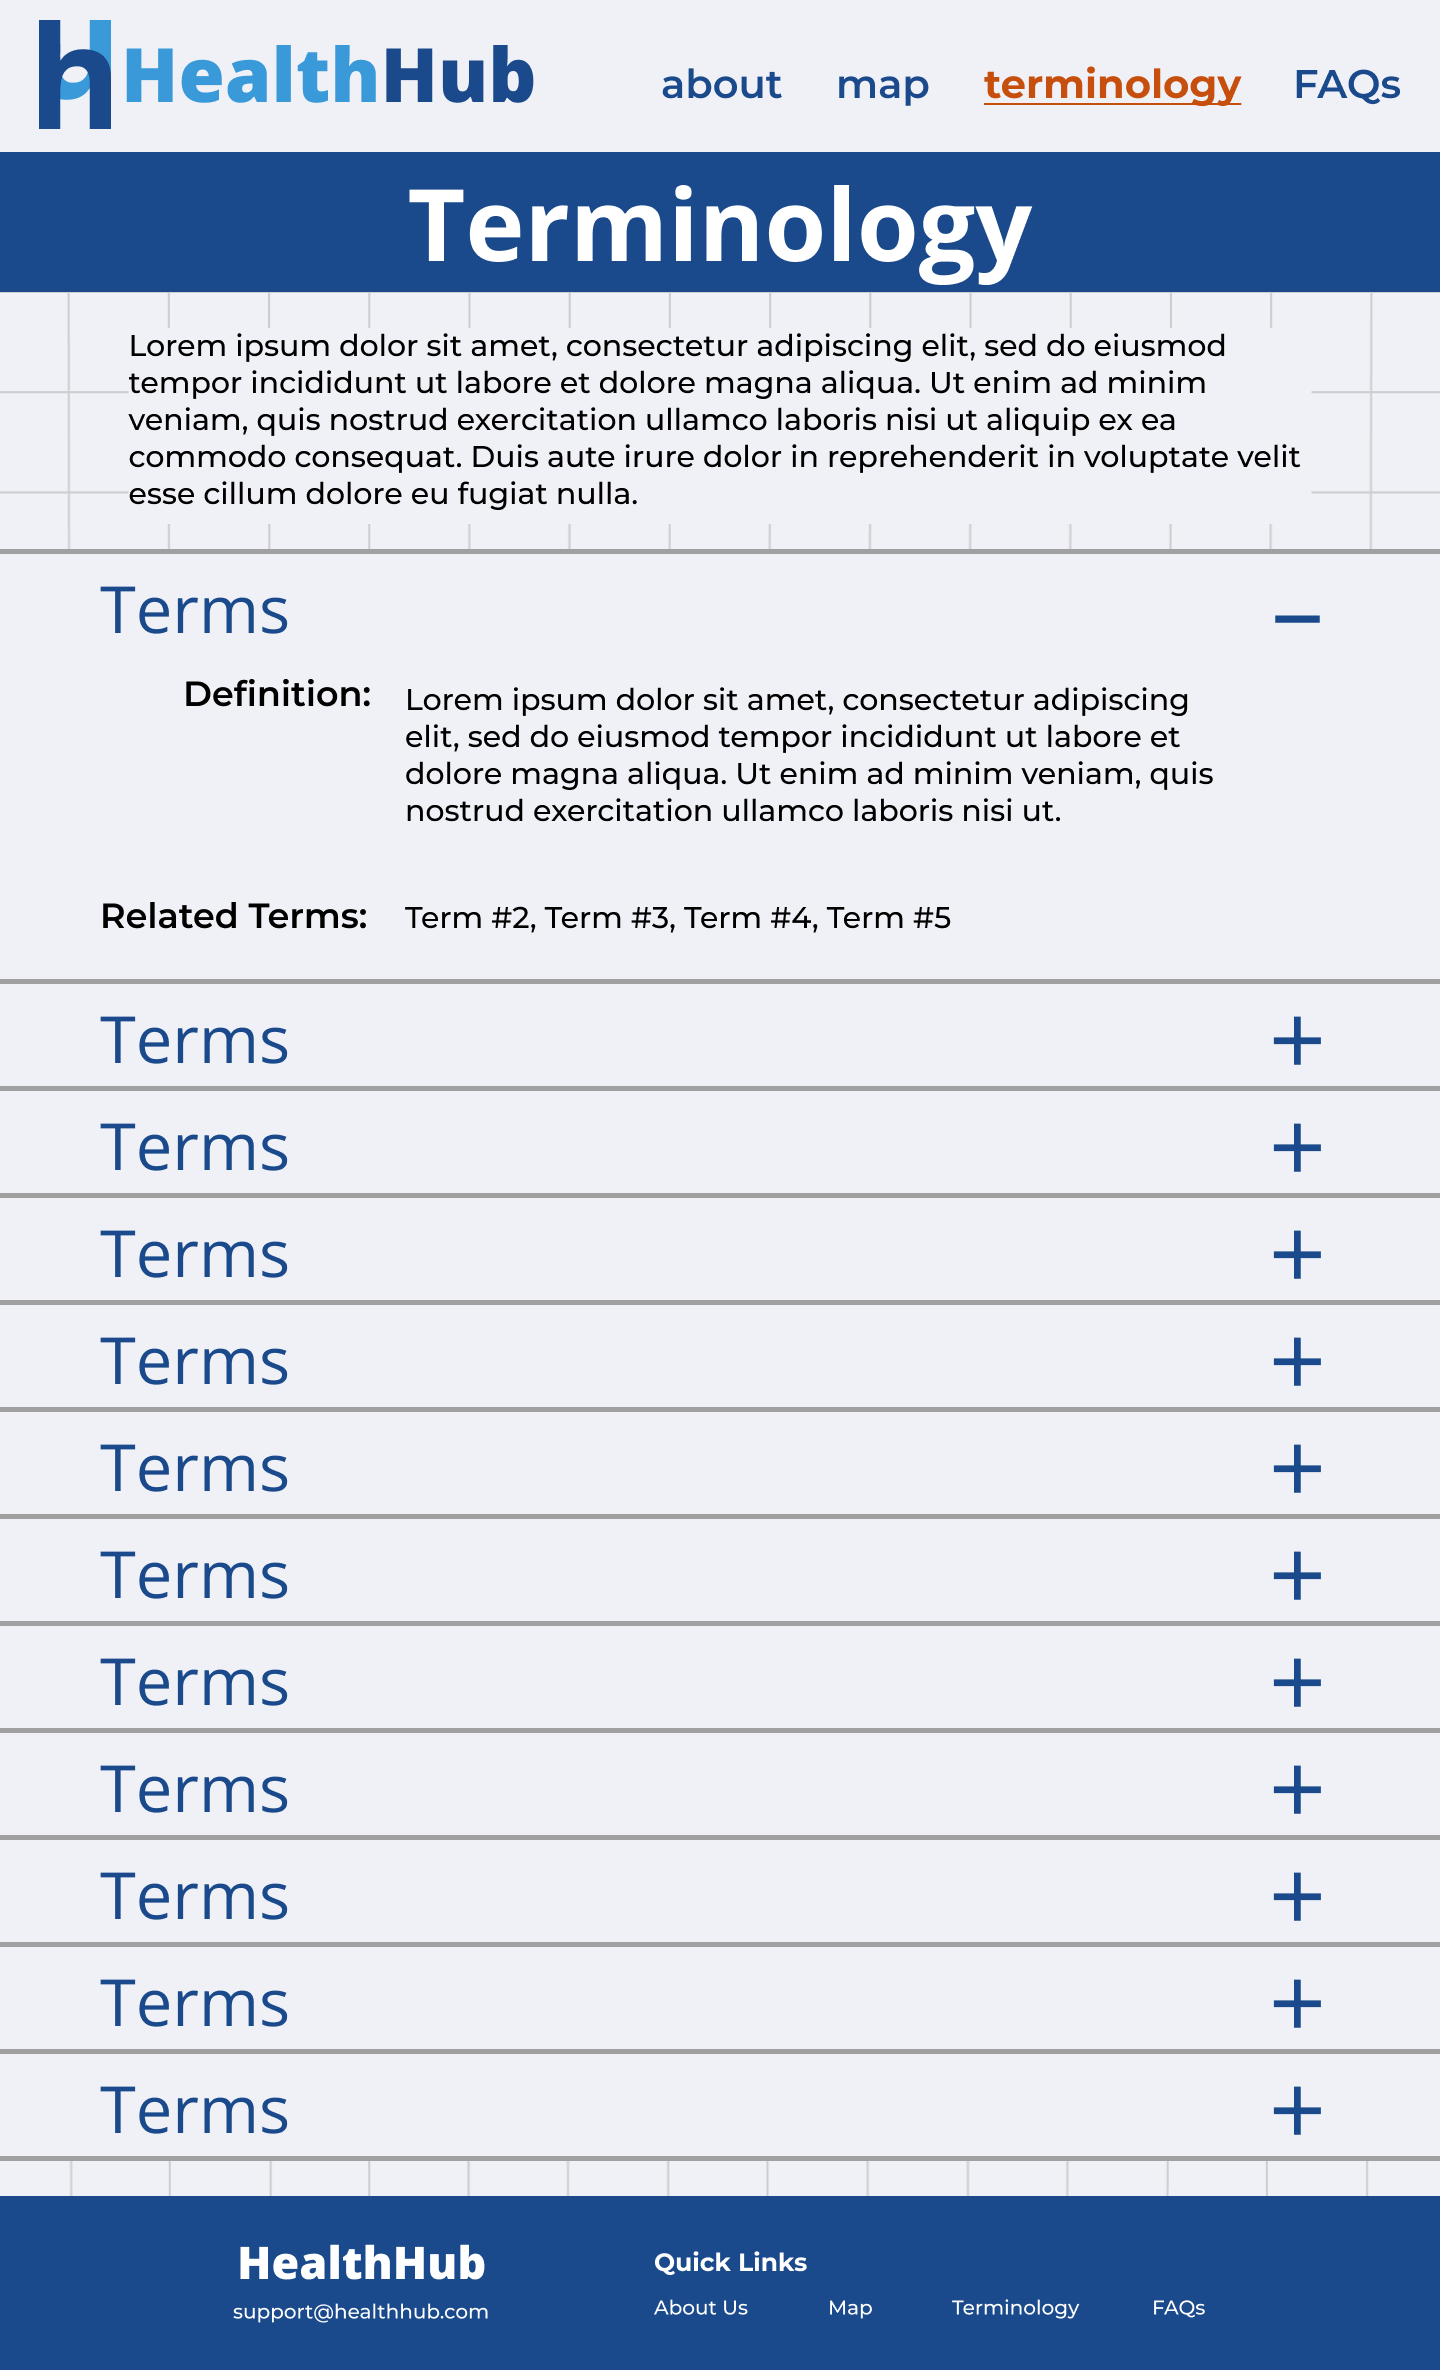 HealthHub
about map terminology FAQs
Terminology
Lorem ipsum dolor sit amet, consectetur adipiscing elit, sed do eiusmod
tempor incididunt ut labore et dolore magna aliqua. Ut enim ad minim
veniam, quis nostrud exercitation ullamco laboris nisi ut aliquip ex ea
commodo consequat. Duis aute irure dolor in reprehenderit in voluptate velit
esse cillum dolore eu fugiat nulla.
Terms
Definition:
Lorem ipsum dolor sit amet, consectetur adipiscing
elit, sed do eiusmod tempor incididunt ut labore et
dolore magna aliqua. Ut enim ad minim veniam, quis
nostrud exercitation ullamco laboris nisi ut.
Related Terms:
Term #2, Term #3, Term #4, Term #5
Terms
Terms
Terms
Terms
Terms
Terms
Terms
Terms
Terms
Terms
Terms
HealthHub
support@healthhub.com
Quick Links
About Us Map Terminology FAQs